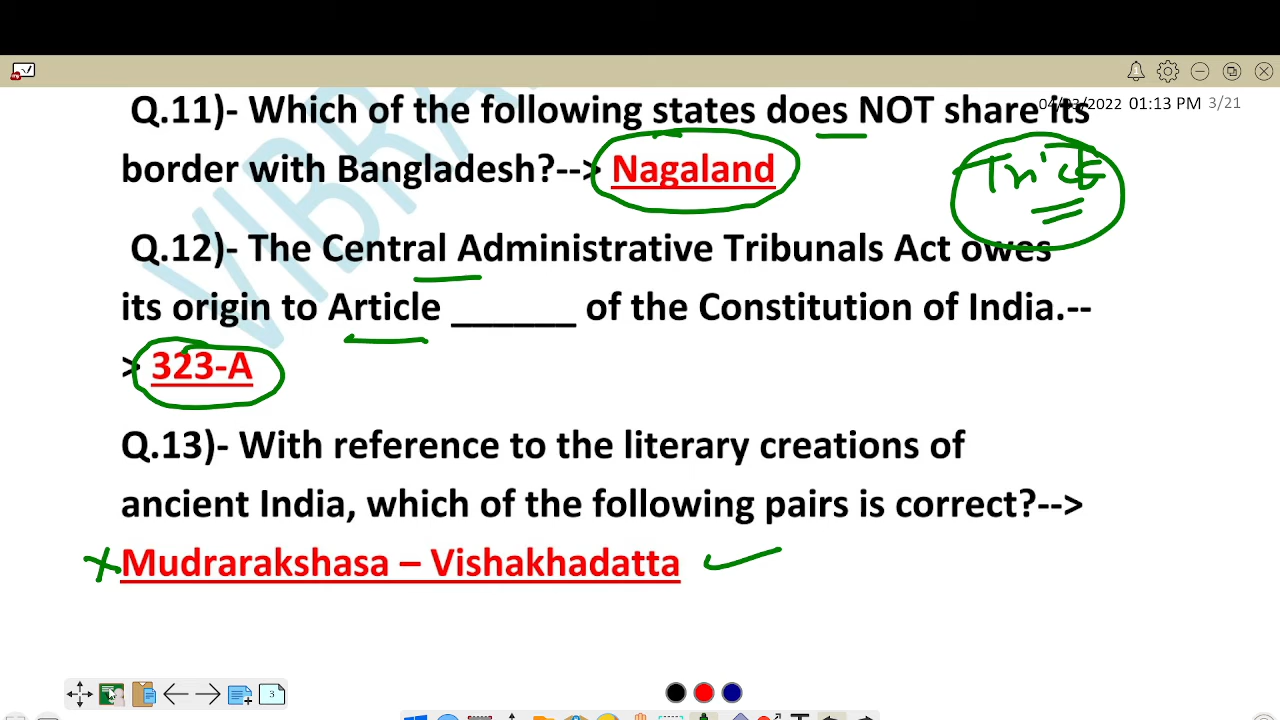 Q.11)- Which of the following states does NOT share its
04/03/2022 01:13 PM 3/21
border with Bangladesh?--> Nagaland
Trick
Q.12)- The Central Administrative Tribunals Act owes
its origin to Article ______ of the Constitution of India.--
> 323-A
Q.13)- With reference to the literary creations of
ancient India, which of the following pairs is correct?-->
Mudrarakshasa – Vishakhadatta
3